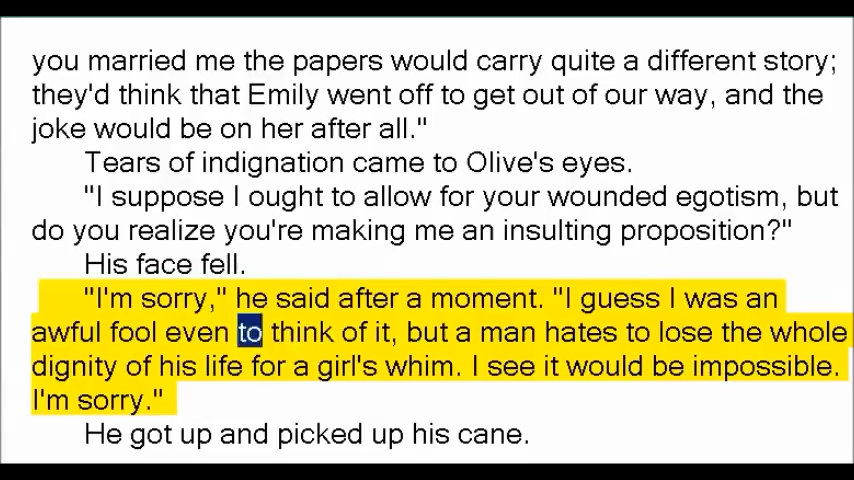 you married me the papers would carry quite a different story;
they'd think that Emily went off to get out of our way, and the
joke would be on her after all."
Tears of indignation came to Olive's eyes.
"I suppose I ought to allow for your wounded egotism, but
do you realize you're making me an insulting proposition?"
His face fell.
"I'm sorry," he said after a moment. "I guess I was an
awful fool even to think of it, but a man hates to lose the whole
dignity of his life for a girl's whim. I see it would be impossible.
I'm sorry."
He got up and picked up his cane.